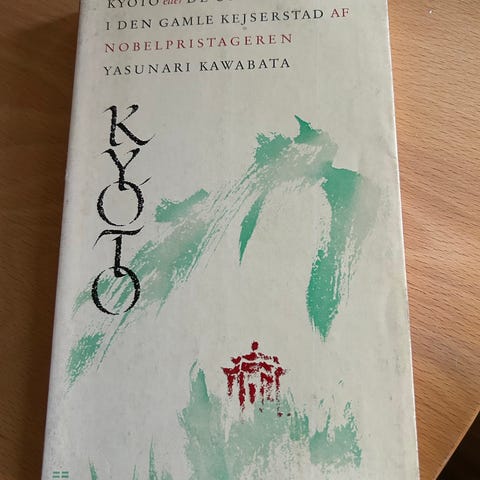 KYOTO eller DE
I DEN GAMLE KEJSERSTAD AF
NOBELPRISTAGEREN
YASUNARI KAWABATA
KYOTO